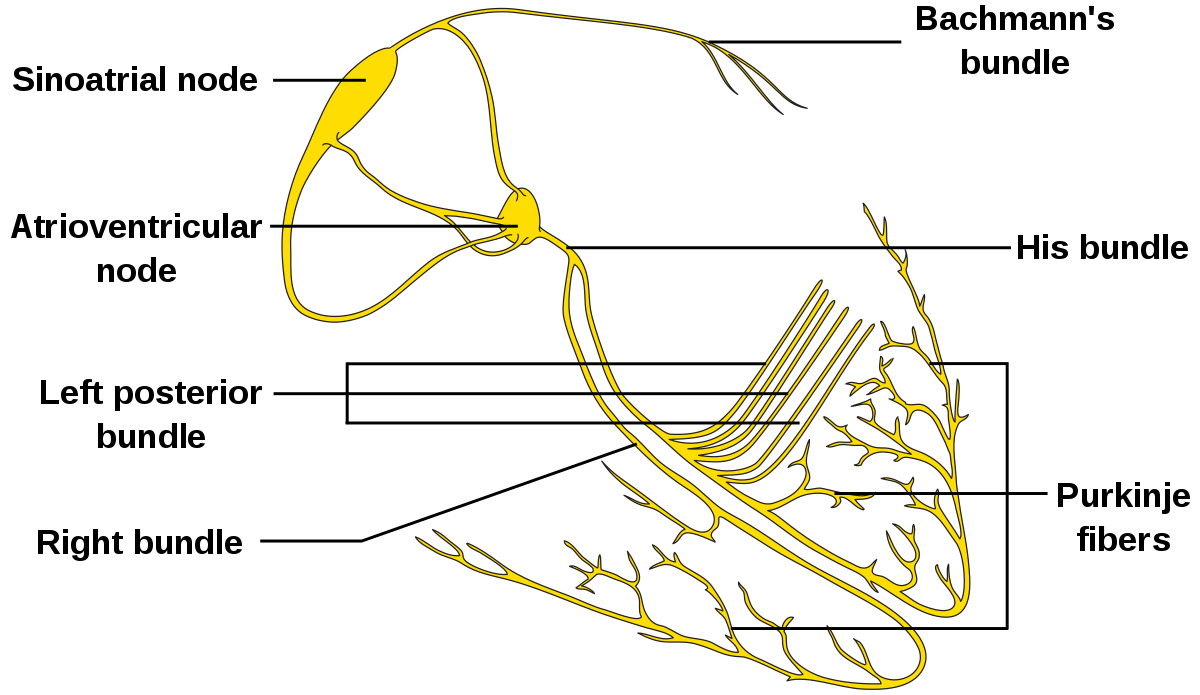 Bachmann's
bundle
Sinoatrial node
Atrioventricular
node
His bundle
Left posterior
bundle
Purkinje
fibers
Right bundle